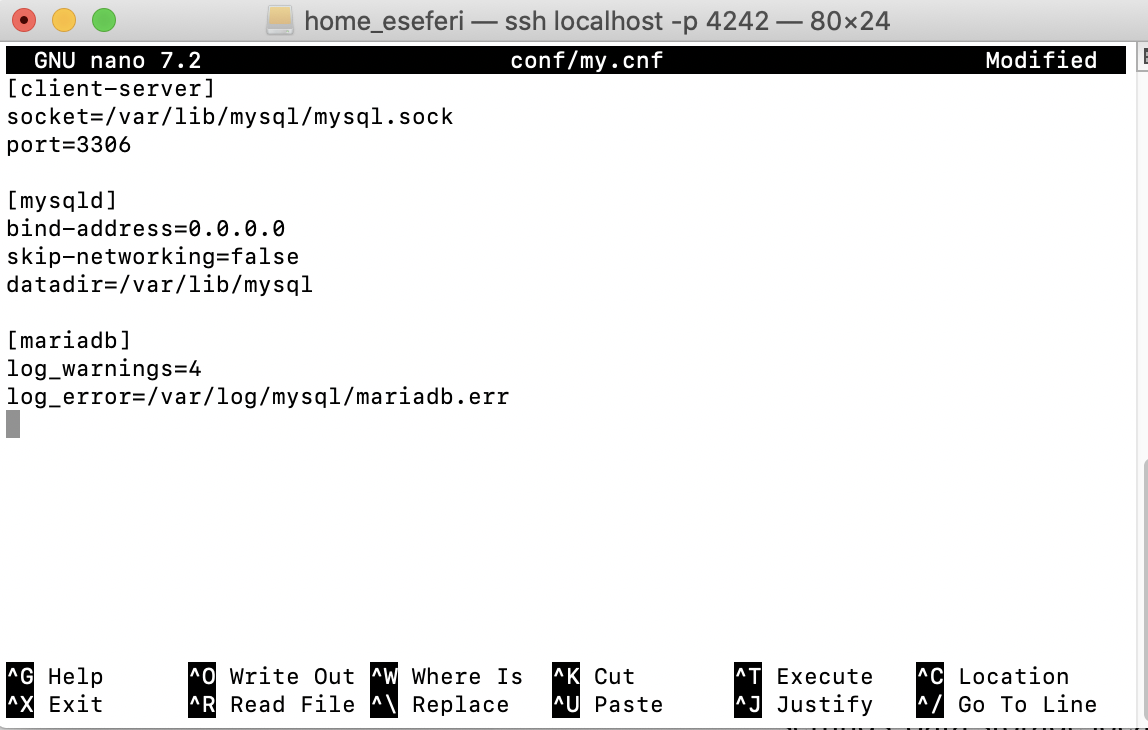 home_eseferi — ssh localhost -p 4242 — 80×24
GNU nano 7.2 conf/my.cnf Modified
[client-server]
socket=/var/lib/mysql/mysql.sock
port=3306
[mysqld]
bind-address=0.0.0.0
skip-networking=false
datadir=/var/lib/mysql
[mariadb]
log_warnings=4
log_error=/var/log/mysql/mariadb.err
^G Help ^O Write Out ^W Where Is ^K Cut ^T Execute ^C Location
^X Exit ^R Read File ^\ Replace ^U Paste ^J Justify ^/ Go To Line